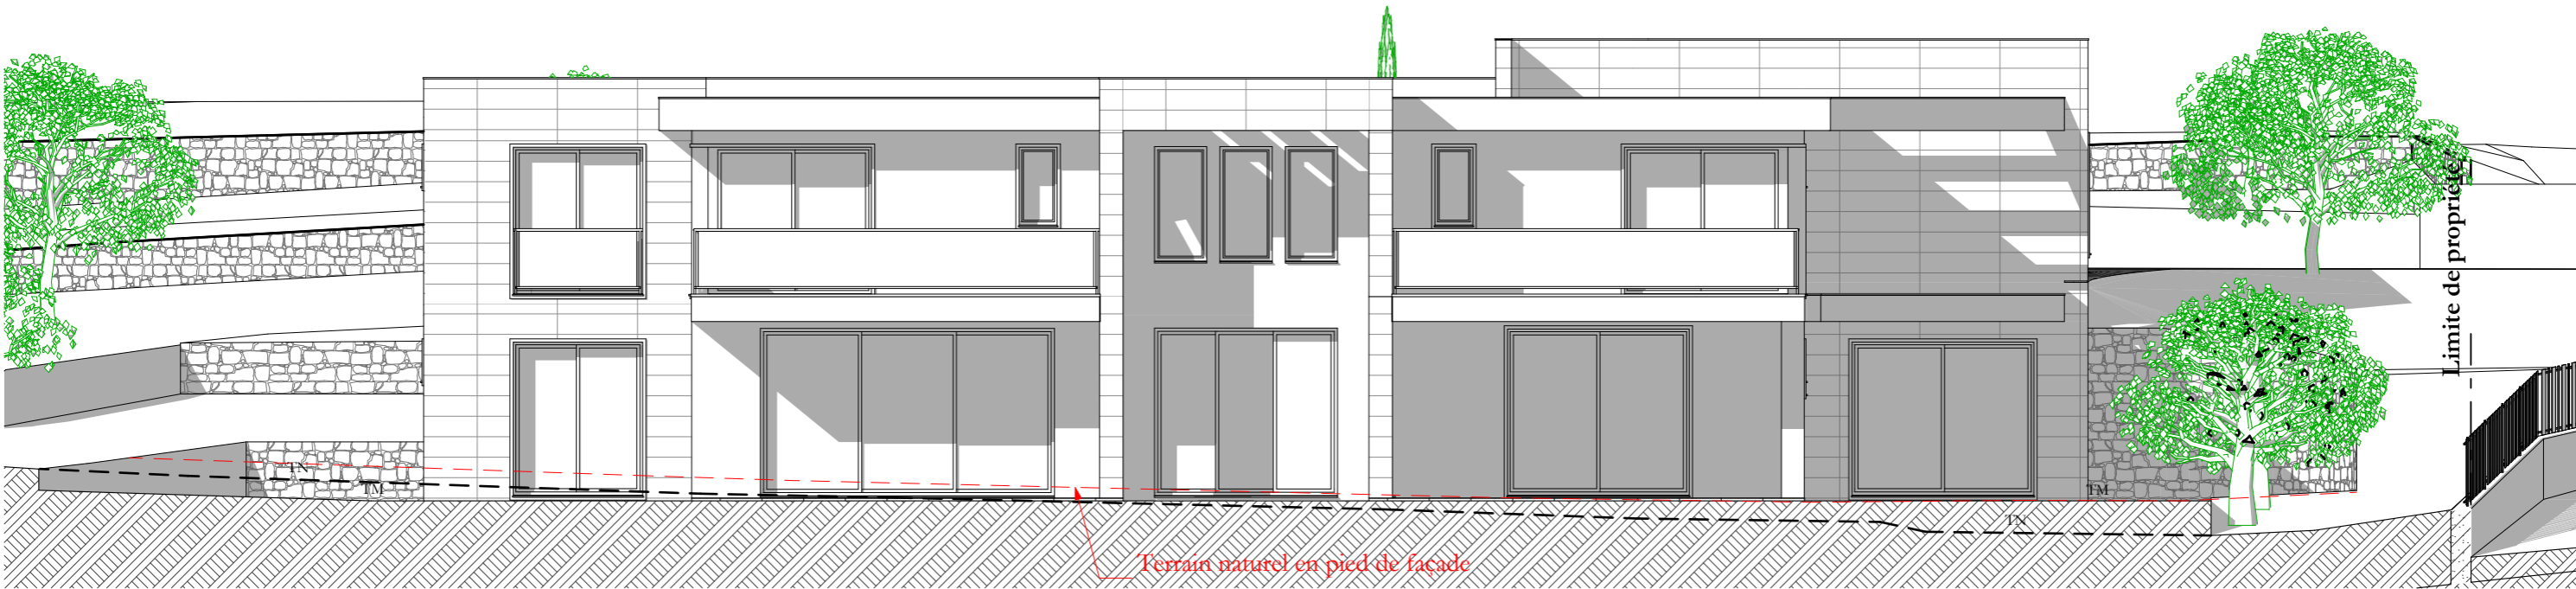 Limite de propriété
TN
TM
TM
TN
Terrain naturel en pied de façade